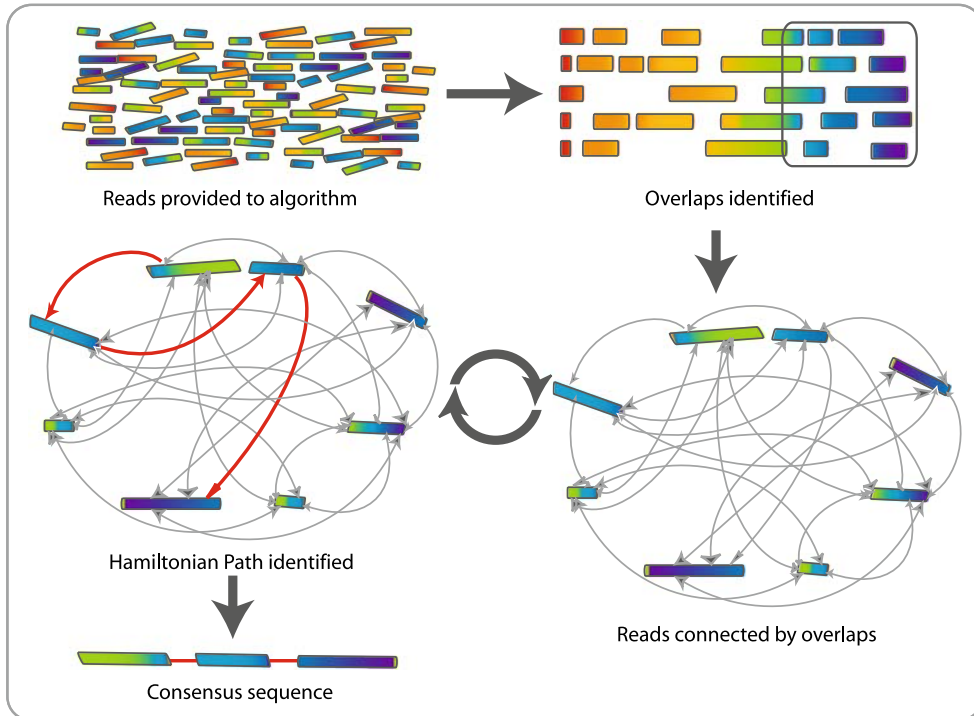 Reads provided to algorithm
Overlaps identified
Hamiltonian Path identified
Reads connected by overlaps
Consensus sequence